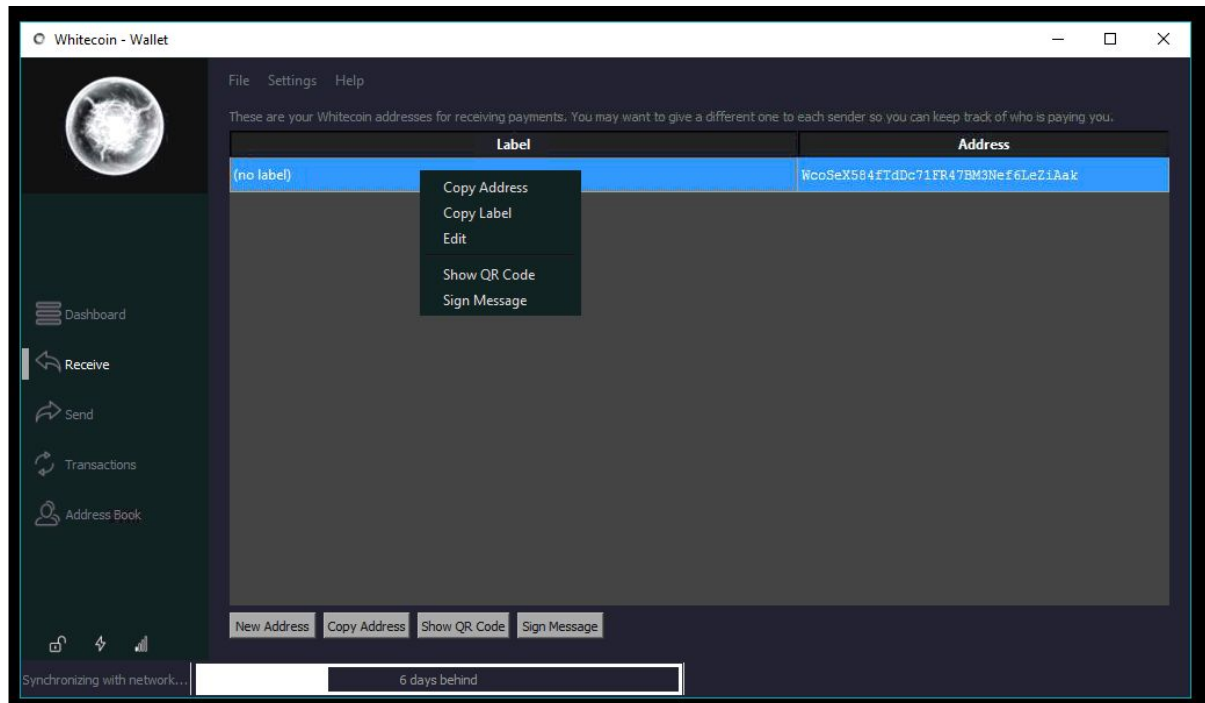 Whitecoin - Wallet
File Settings Help
These are your Whitecoin addresses for receiving payments. You may want to give a different one to each sender so you can keep track of who is paying you.
Label Address
(no label) WcoSeX584fTdDc71FR47BM3Nef6LeZiAak
Copy Address
Copy Label
Edit
Show QR Code
Sign Message
Dashboard
Receive
Send
Transactions
Address Book
New Address Copy Address Show QR Code Sign Message
Synchronizing with network... 6 days behind